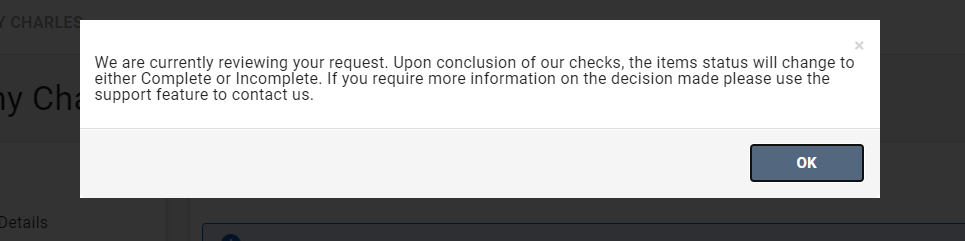 Y CHARLES
×
We are currently reviewing your request. Upon conclusion of our checks, the items status will change to
either Complete or Incomplete. If you require more information on the decision made please use the
support feature to contact us.
ny Cha
OK
Details